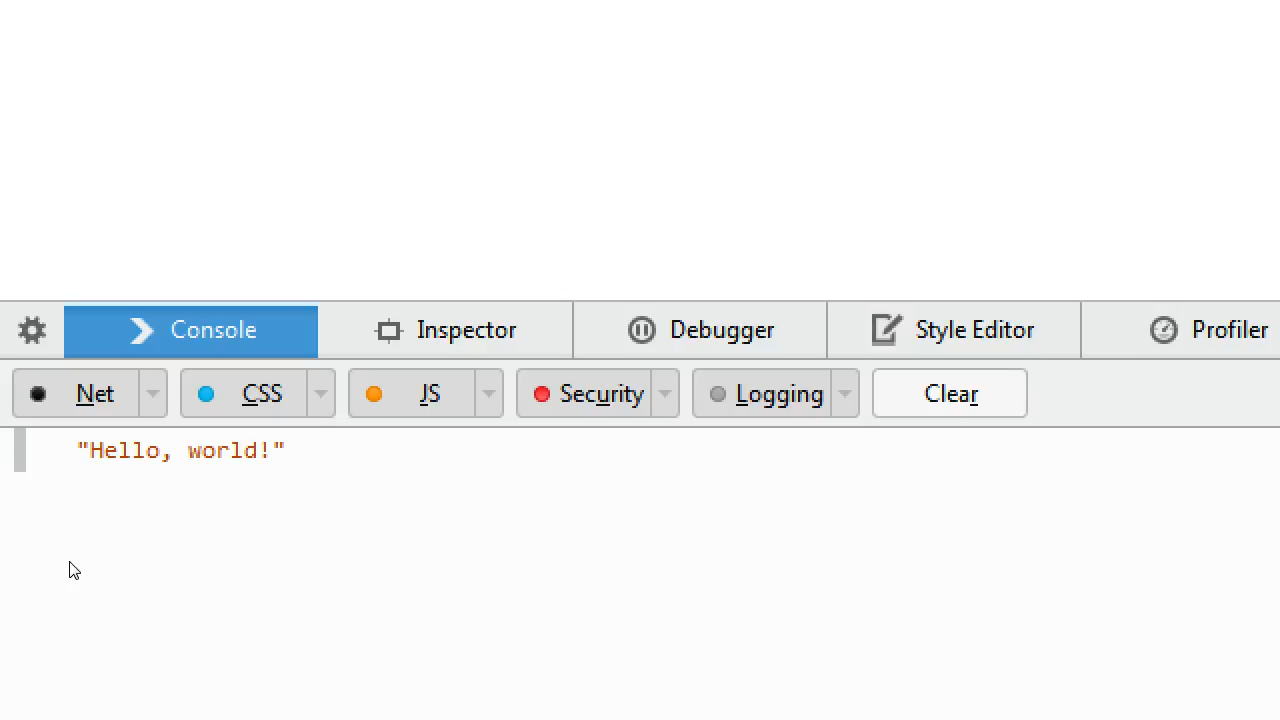 Console Inspector Debugger Style Editor Profiler
Net CSS JS Security Logging Clear
"Hello, world!"